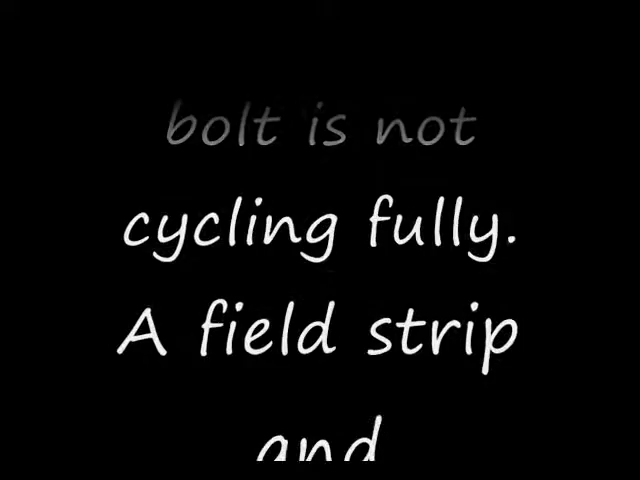 bolt is not
cycling fully.
A field strip
and